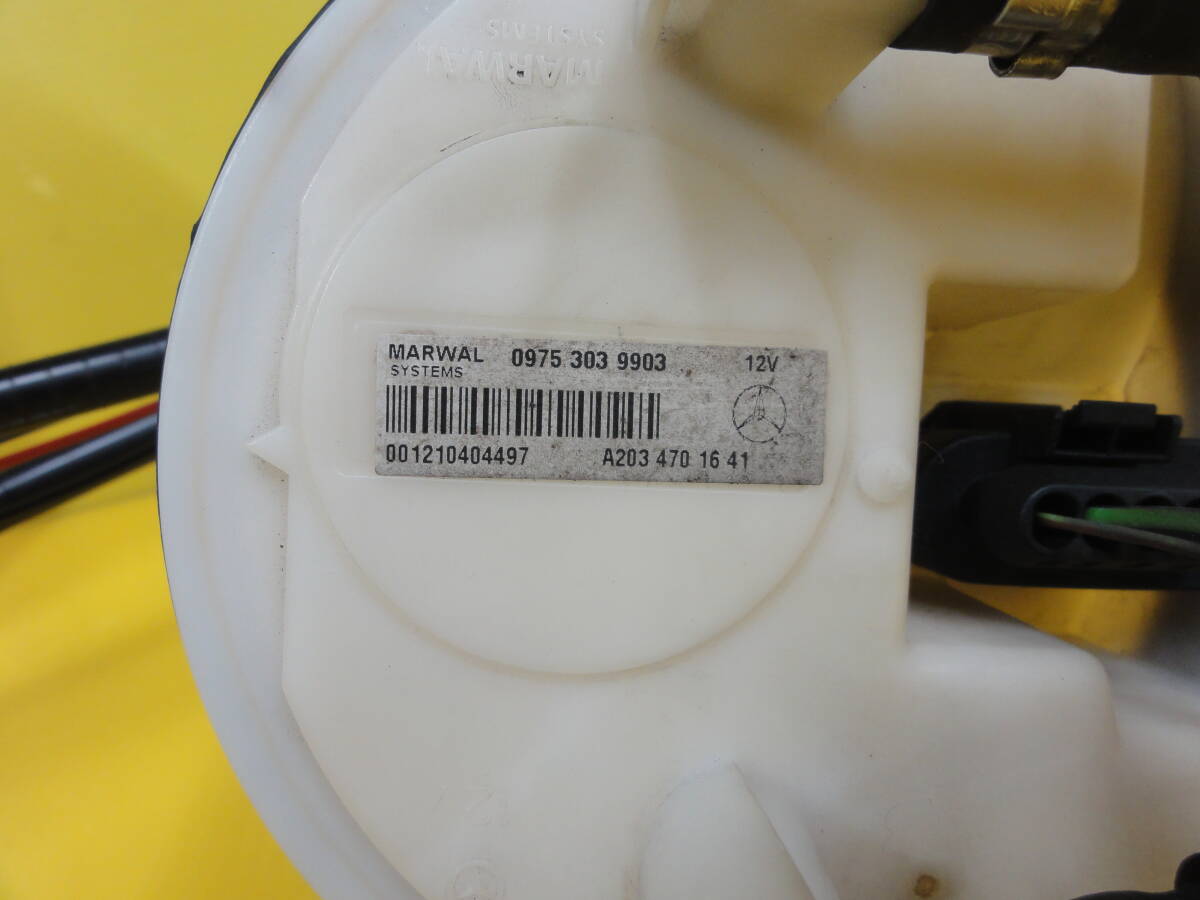 MARWAL
SYSTEMS
MARWAL 0975 303 9903 12V
SYSTEMS
001210404497 A203 470 16 41